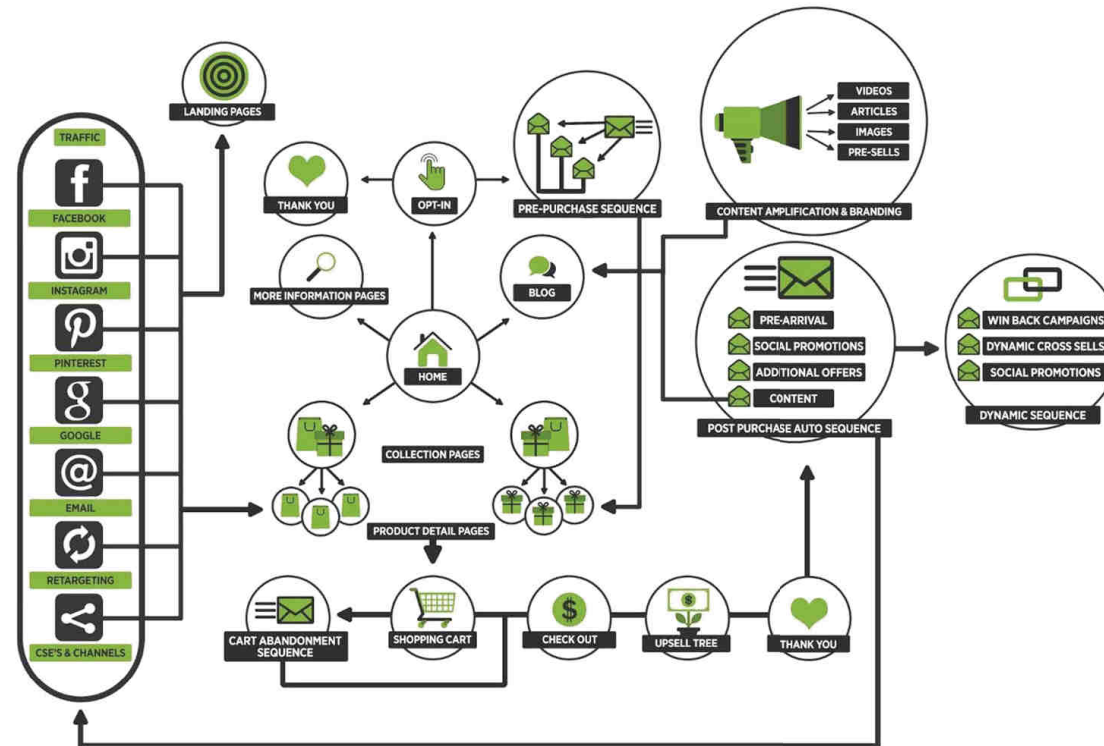 LANDING PAGES
TRAFFIC
FACEBOOK
INSTAGRAM
PINTEREST
GOOGLE
EMAIL
RETARGETING
CSE'S & CHANNELS
THANK YOU
OPT-IN
PRE-PURCHASE SEQUENCE
MORE INFORMATION PAGES
BLOG
HOME
COLLECTION PAGES
PRODUCT DETAIL PAGES
CART ABANDONMENT
SEQUENCE
SHOPPING CART
CHECK OUT
UPSELL TREE
THANK YOU
VIDEOS
ARTICLES
IMAGES
PRE-SELLS
CONTENT AMPLIFICATION & BRANDING
PRE-ARRIVAL
SOCIAL PROMOTIONS
ADDITIONAL OFFERS
CONTENT
POST PURCHASE AUTO SEQUENCE
WIN BACK CAMPAIGNS
DYNAMIC CROSS SELLS
SOCIAL PROMOTIONS
DYNAMIC SEQUENCE